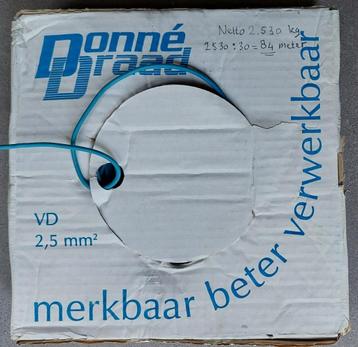 Donné
Draad
Netto 2.530 kg
2530:30=84 meter
VD
2,5 mm²
merkbaar beter verwerkbaar